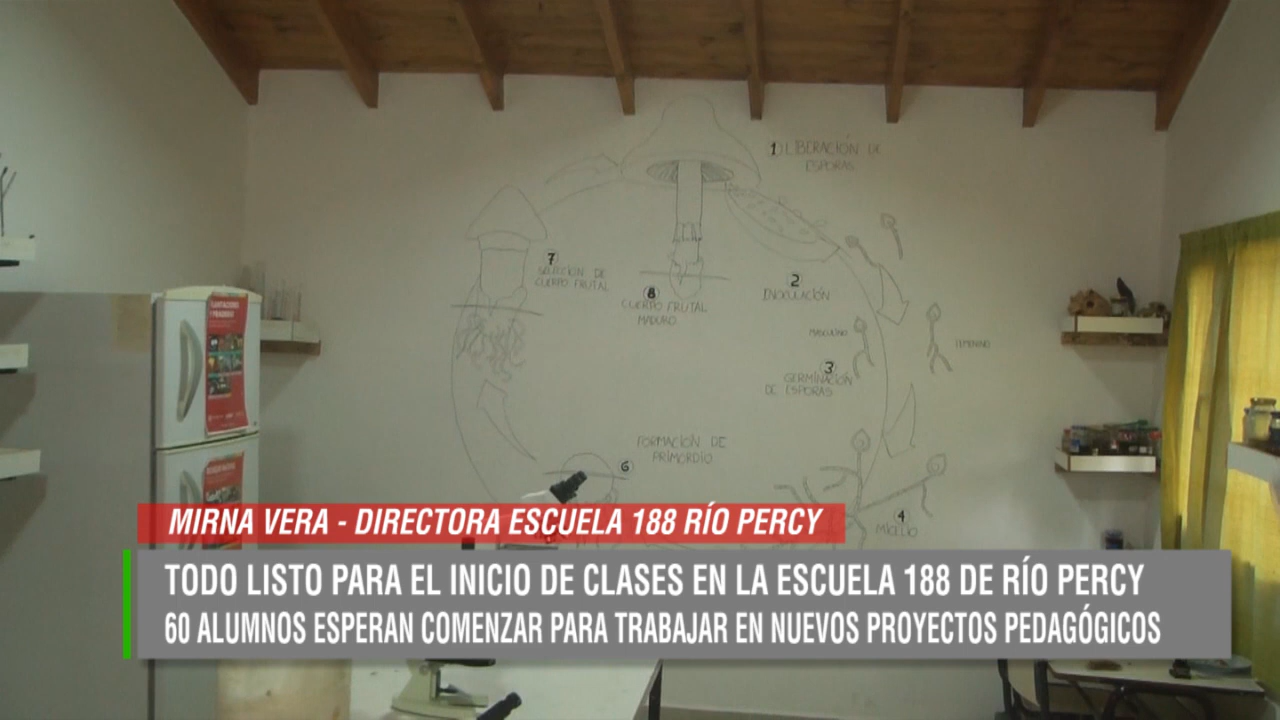 1 LIBERACIÓN DE
ESPORAS
7
SELECCIÓN DE
CUERPO FRUTAL
8
CUERPO FRUTAL
MADURO
2
INOCULACIÓN
MASCULINO
FEMENINO
3
GERMINACIÓN
DE ESPORAS
FORMACIÓN DE
PRIMORDIO
6
4
MICELIO
MIRNA VERA - DIRECTORA ESCUELA 188 RÍO PERCY
TODO LISTO PARA EL INICIO DE CLASES EN LA ESCUELA 188 DE RÍO PERCY
60 ALUMNOS ESPERAN COMENZAR PARA TRABAJAR EN NUEVOS PROYECTOS PEDAGÓGICOS